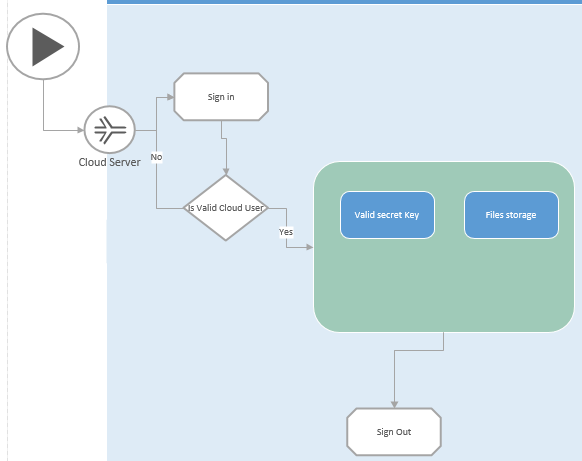 Sign in
Cloud Server
No
Is Valid Cloud User
Yes
Valid secret Key
Files storage
Sign Out